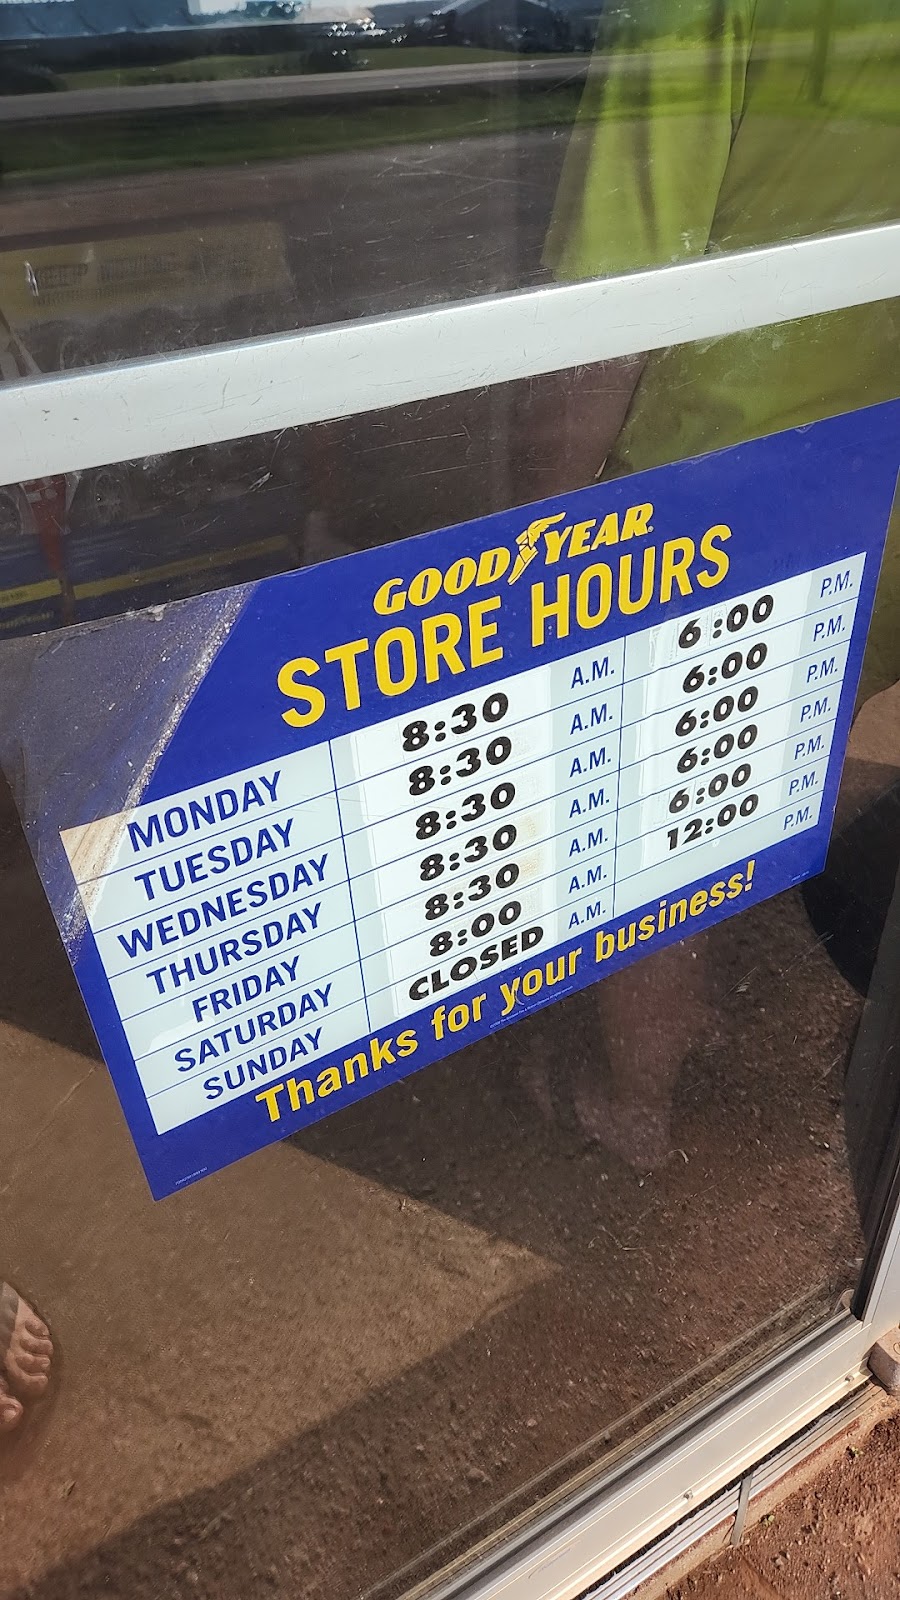 GOODYEAR
STORE HOURS
MONDAY 8:30 A.M. 6:00 P.M.
TUESDAY 8:30 A.M. 6:00 P.M.
WEDNESDAY 8:30 A.M. 6:00 P.M.
THURSDAY 8:30 A.M. 6:00 P.M.
FRIDAY 8:30 A.M. 6:00 P.M.
SATURDAY 8:00 A.M. 12:00 P.M.
SUNDAY CLOSED A.M. P.M.
Thanks for your business!